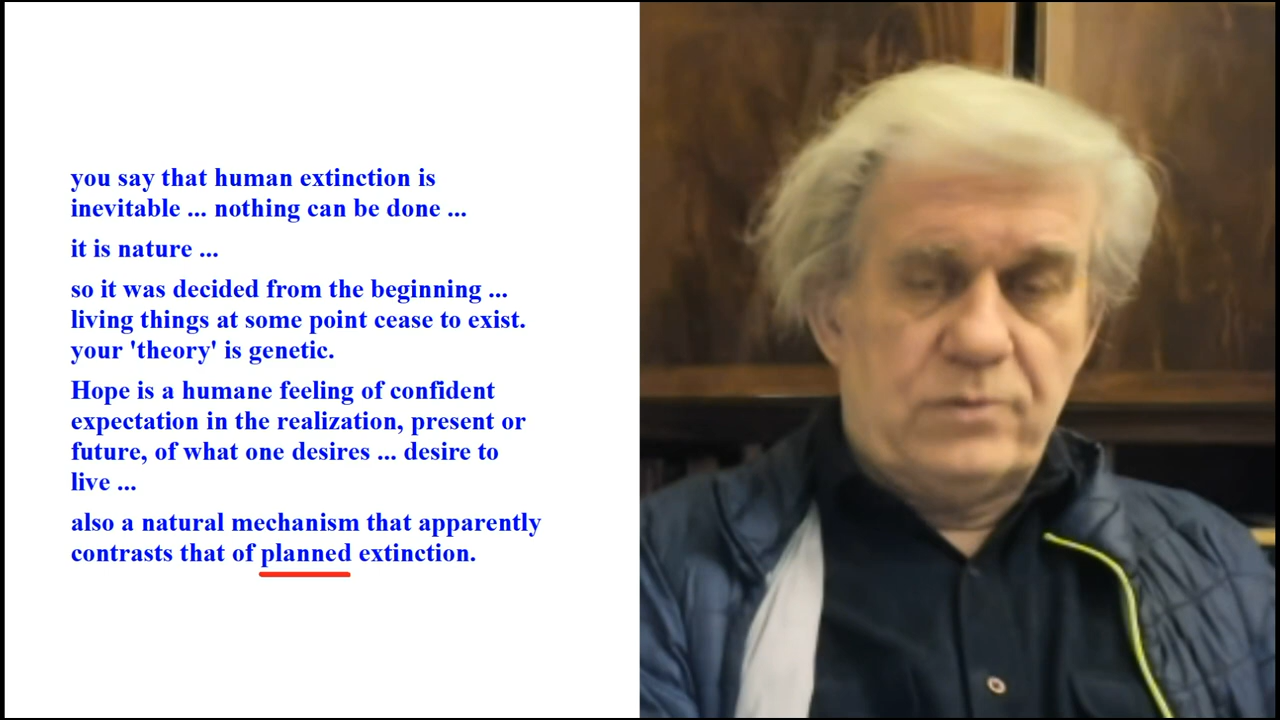 you say that human extinction is
inevitable ... nothing can be done ...
it is nature ...
so it was decided from the beginning ...
living things at some point cease to exist.
your 'theory' is genetic.
Hope is a humane feeling of confident
expectation in the realization, present or
future, of what one desires ... desire to
live ...
also a natural mechanism that apparently
contrasts that of planned extinction.